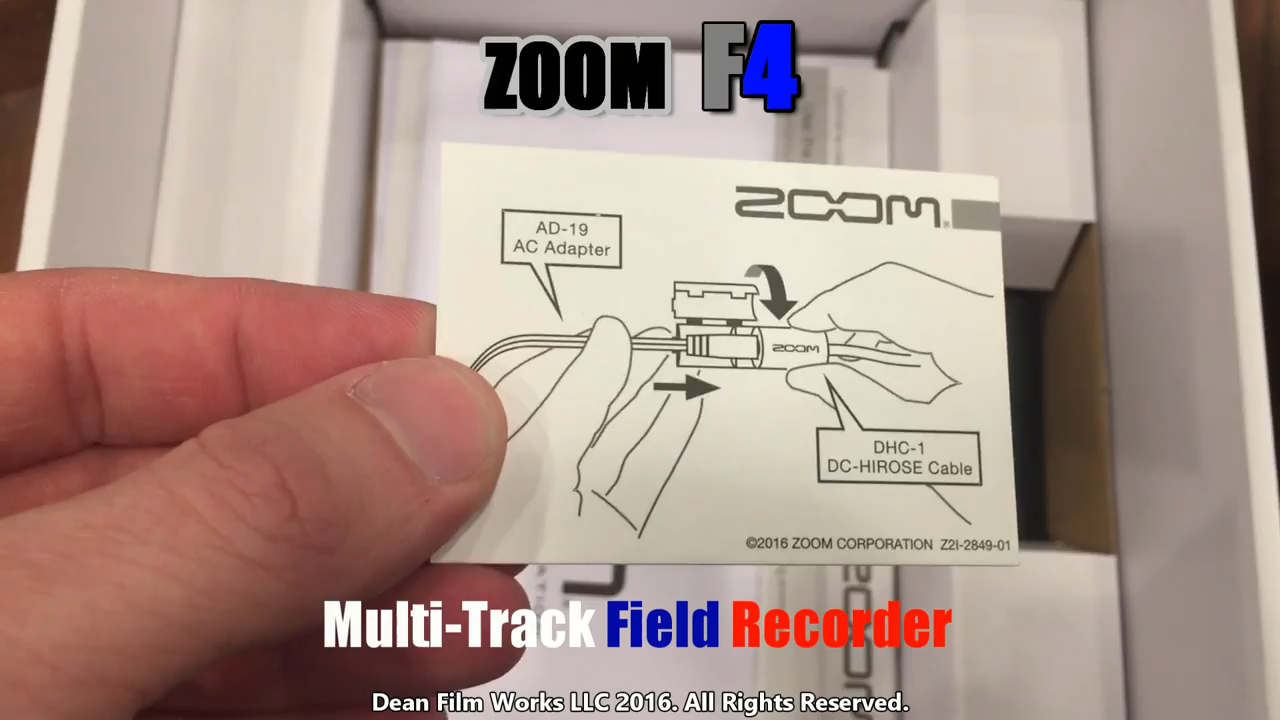 ZOOM F4
ZOOM
AD-19
AC Adapter
ZOOM
DHC-1
DC-HIROSE Cable
©2016 ZOOM CORPORATION Z2I-2849-01
Multi-Track Field Recorder
Dean Film Works LLC 2016. All Rights Reserved.